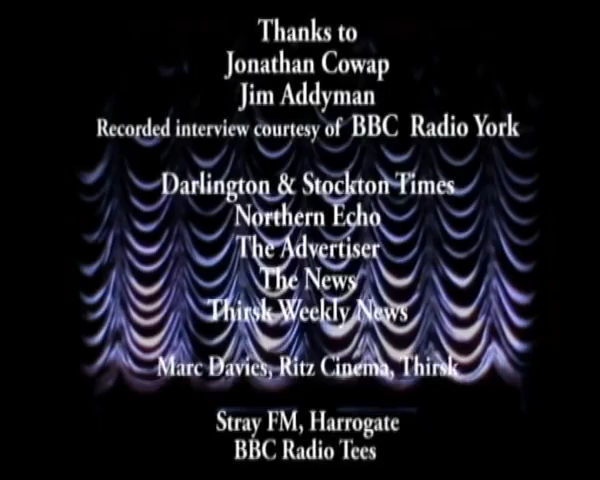 Thanks to
Jonathan Cowap
Jim Addyman
Recorded interview courtesy of BBC Radio York
Darlington & Stockton Times
Northern Echo
The Advertiser
The News
Thirsk Weekly News
Marc Davies, Ritz Cinema, Thirsk
Stray FM, Harrogate
BBC Radio Tees